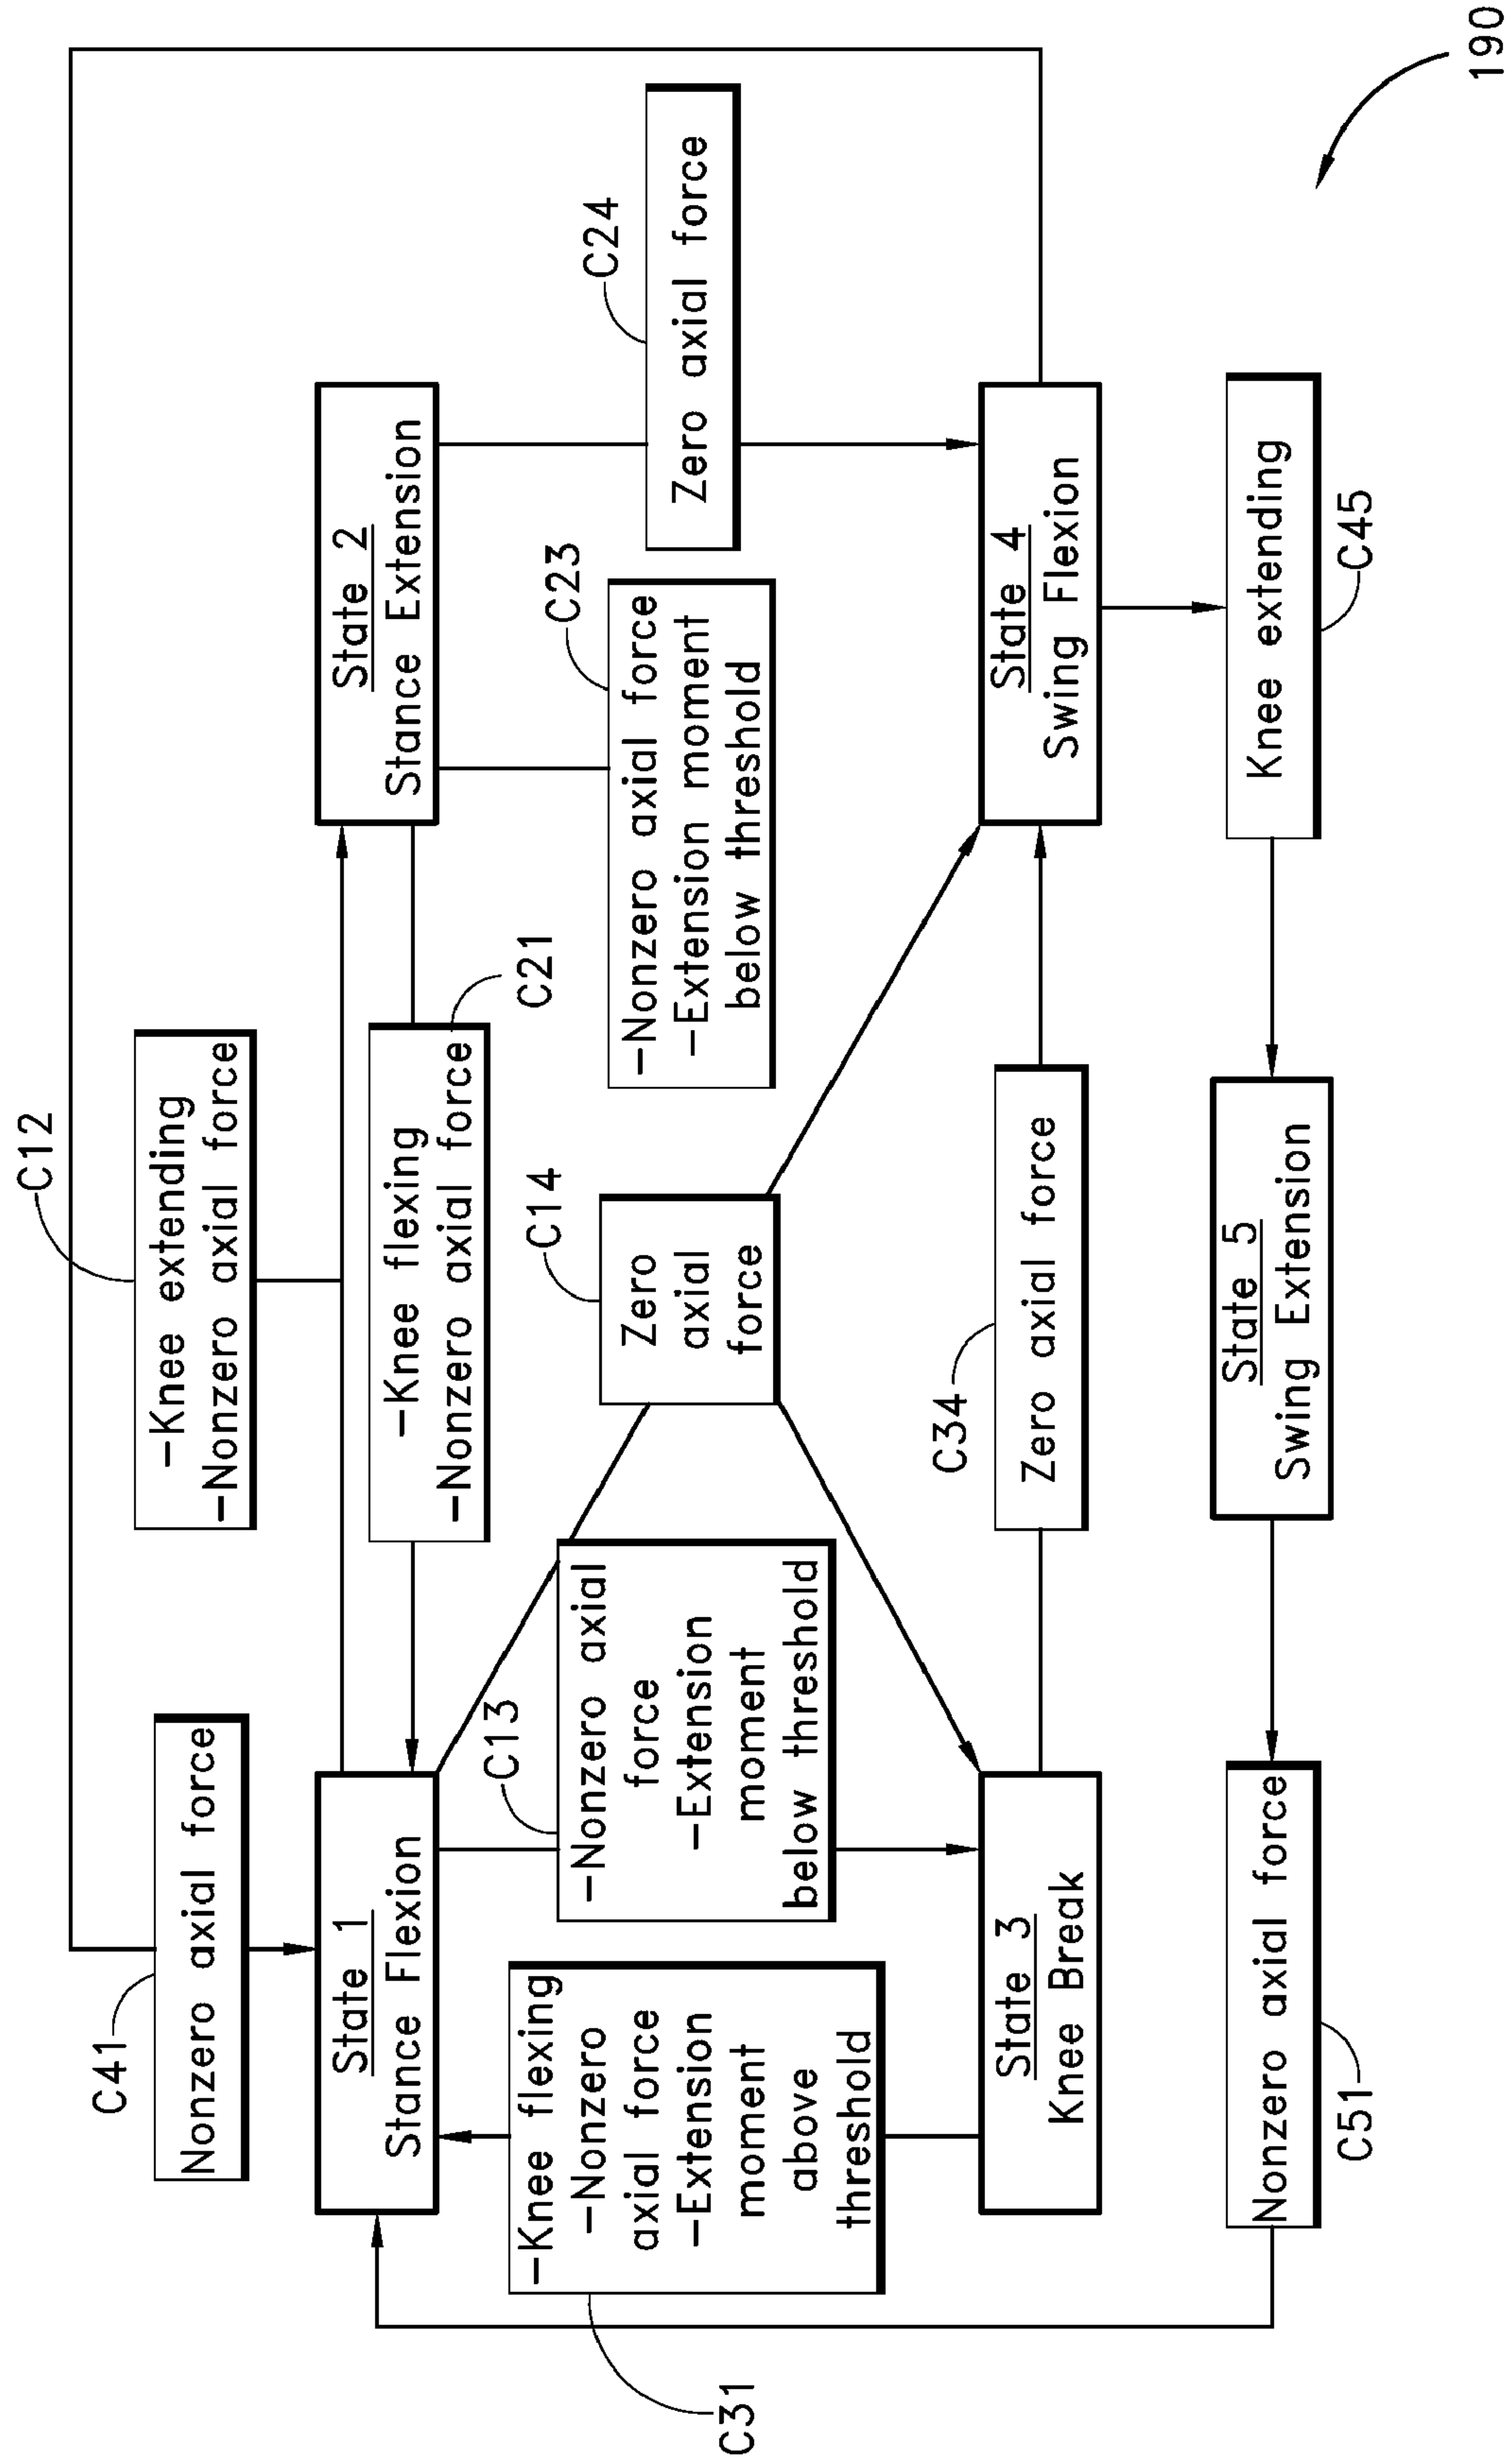 C41
Nonzero axial force
C12
-Knee extending
-Nonzero axial force
State 1
Stance Flexion
-Knee flexing
-Nonzero axial force
C21
State 2
Stance Extension
C31
-Knee flexing
-Nonzero
axial force
-Extension
moment
above
threshold
C13
-Nonzero axial
force
-Extension
moment
below threshold
C14
Zero
axial
force
C23
-Nonzero axial force
-Extension moment
below threshold
C24
Zero axial force
State 3
Knee Break
C34
Zero axial force
State 4
Swing Flexion
C51
Nonzero axial force
State 5
Swing Extension
Knee extending
C45
190